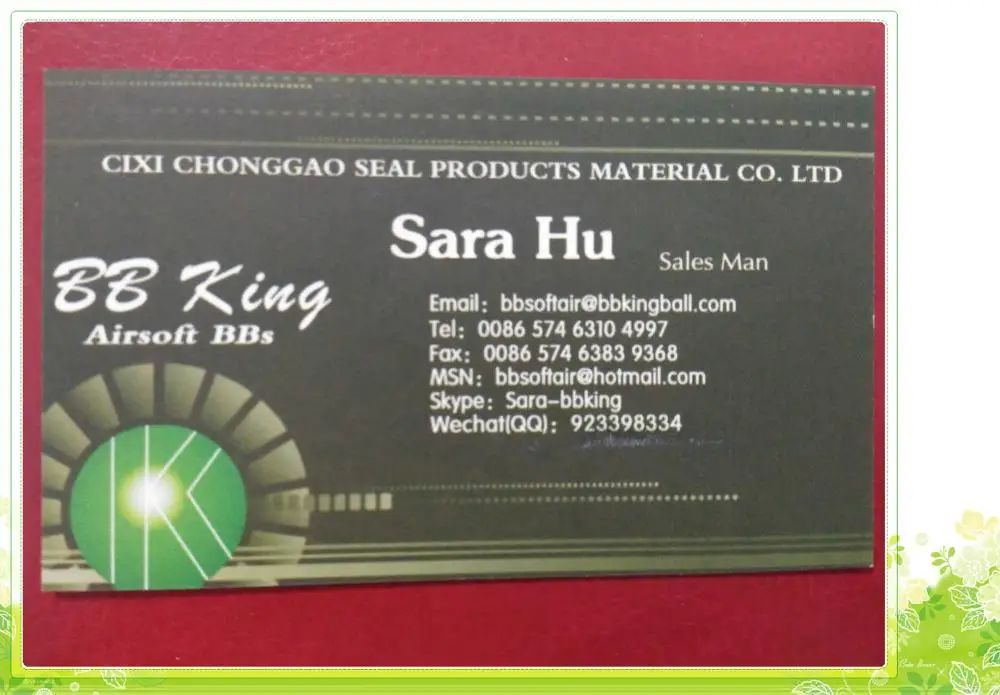 CIXI CHONGGAO SEAL PRODUCTS MATERIAL CO. LTD
Sara Hu
Sales Man
BB King
Airsoft BBs
Email: bbsoftair@bbkingball.com
Tel: 0086 574 6310 4997
Fax: 0086 574 6383 9368
MSN: bbsoftair@hotmail.com
Skype: Sara-bbking
Wechat(QQ): 923398334
K